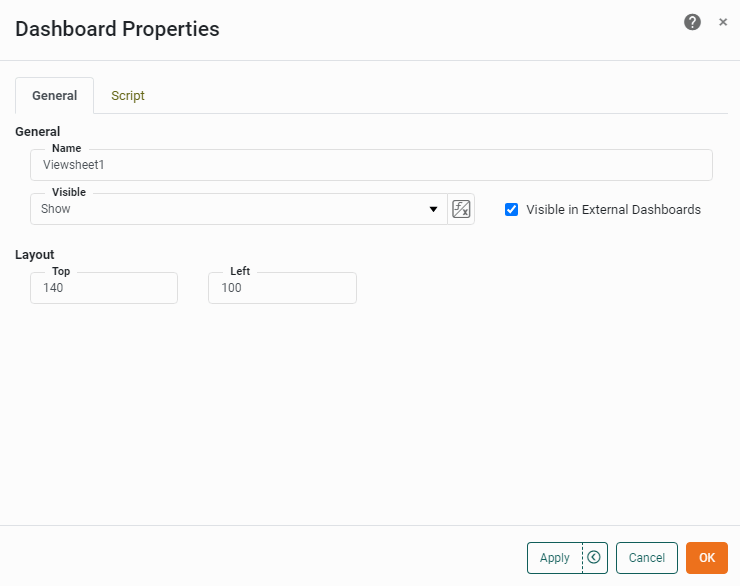 Dashboard Properties
General
Script
General
Name
Viewsheet1
Visible
Show
Visible in External Dashboards
Layout
Top
140
Left
100
Apply
Cancel
OK